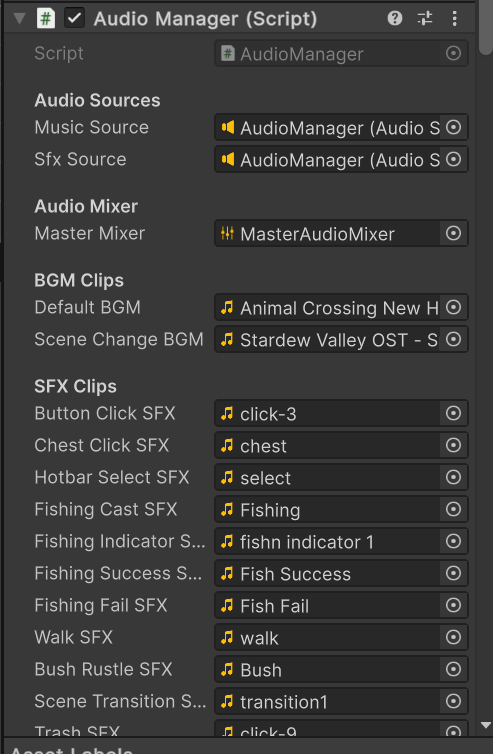 Audio Manager (Script)
Script AudioManager
Audio Sources
Music Source AudioManager (Audio S
Sfx Source AudioManager (Audio S
Audio Mixer
Master Mixer MasterAudioMixer
BGM Clips
Default BGM Animal Crossing New H
Scene Change BGM Stardew Valley OST - S
SFX Clips
Button Click SFX click-3
Chest Click SFX chest
Hotbar Select SFX select
Fishing Cast SFX Fishing
Fishing Indicator S... fishn indicator 1
Fishing Success S... Fish Success
Fishing Fail SFX Fish Fail
Walk SFX walk
Bush Rustle SFX Bush
Scene Transition S... transition1
Trash SFX click-9
Asset Labels